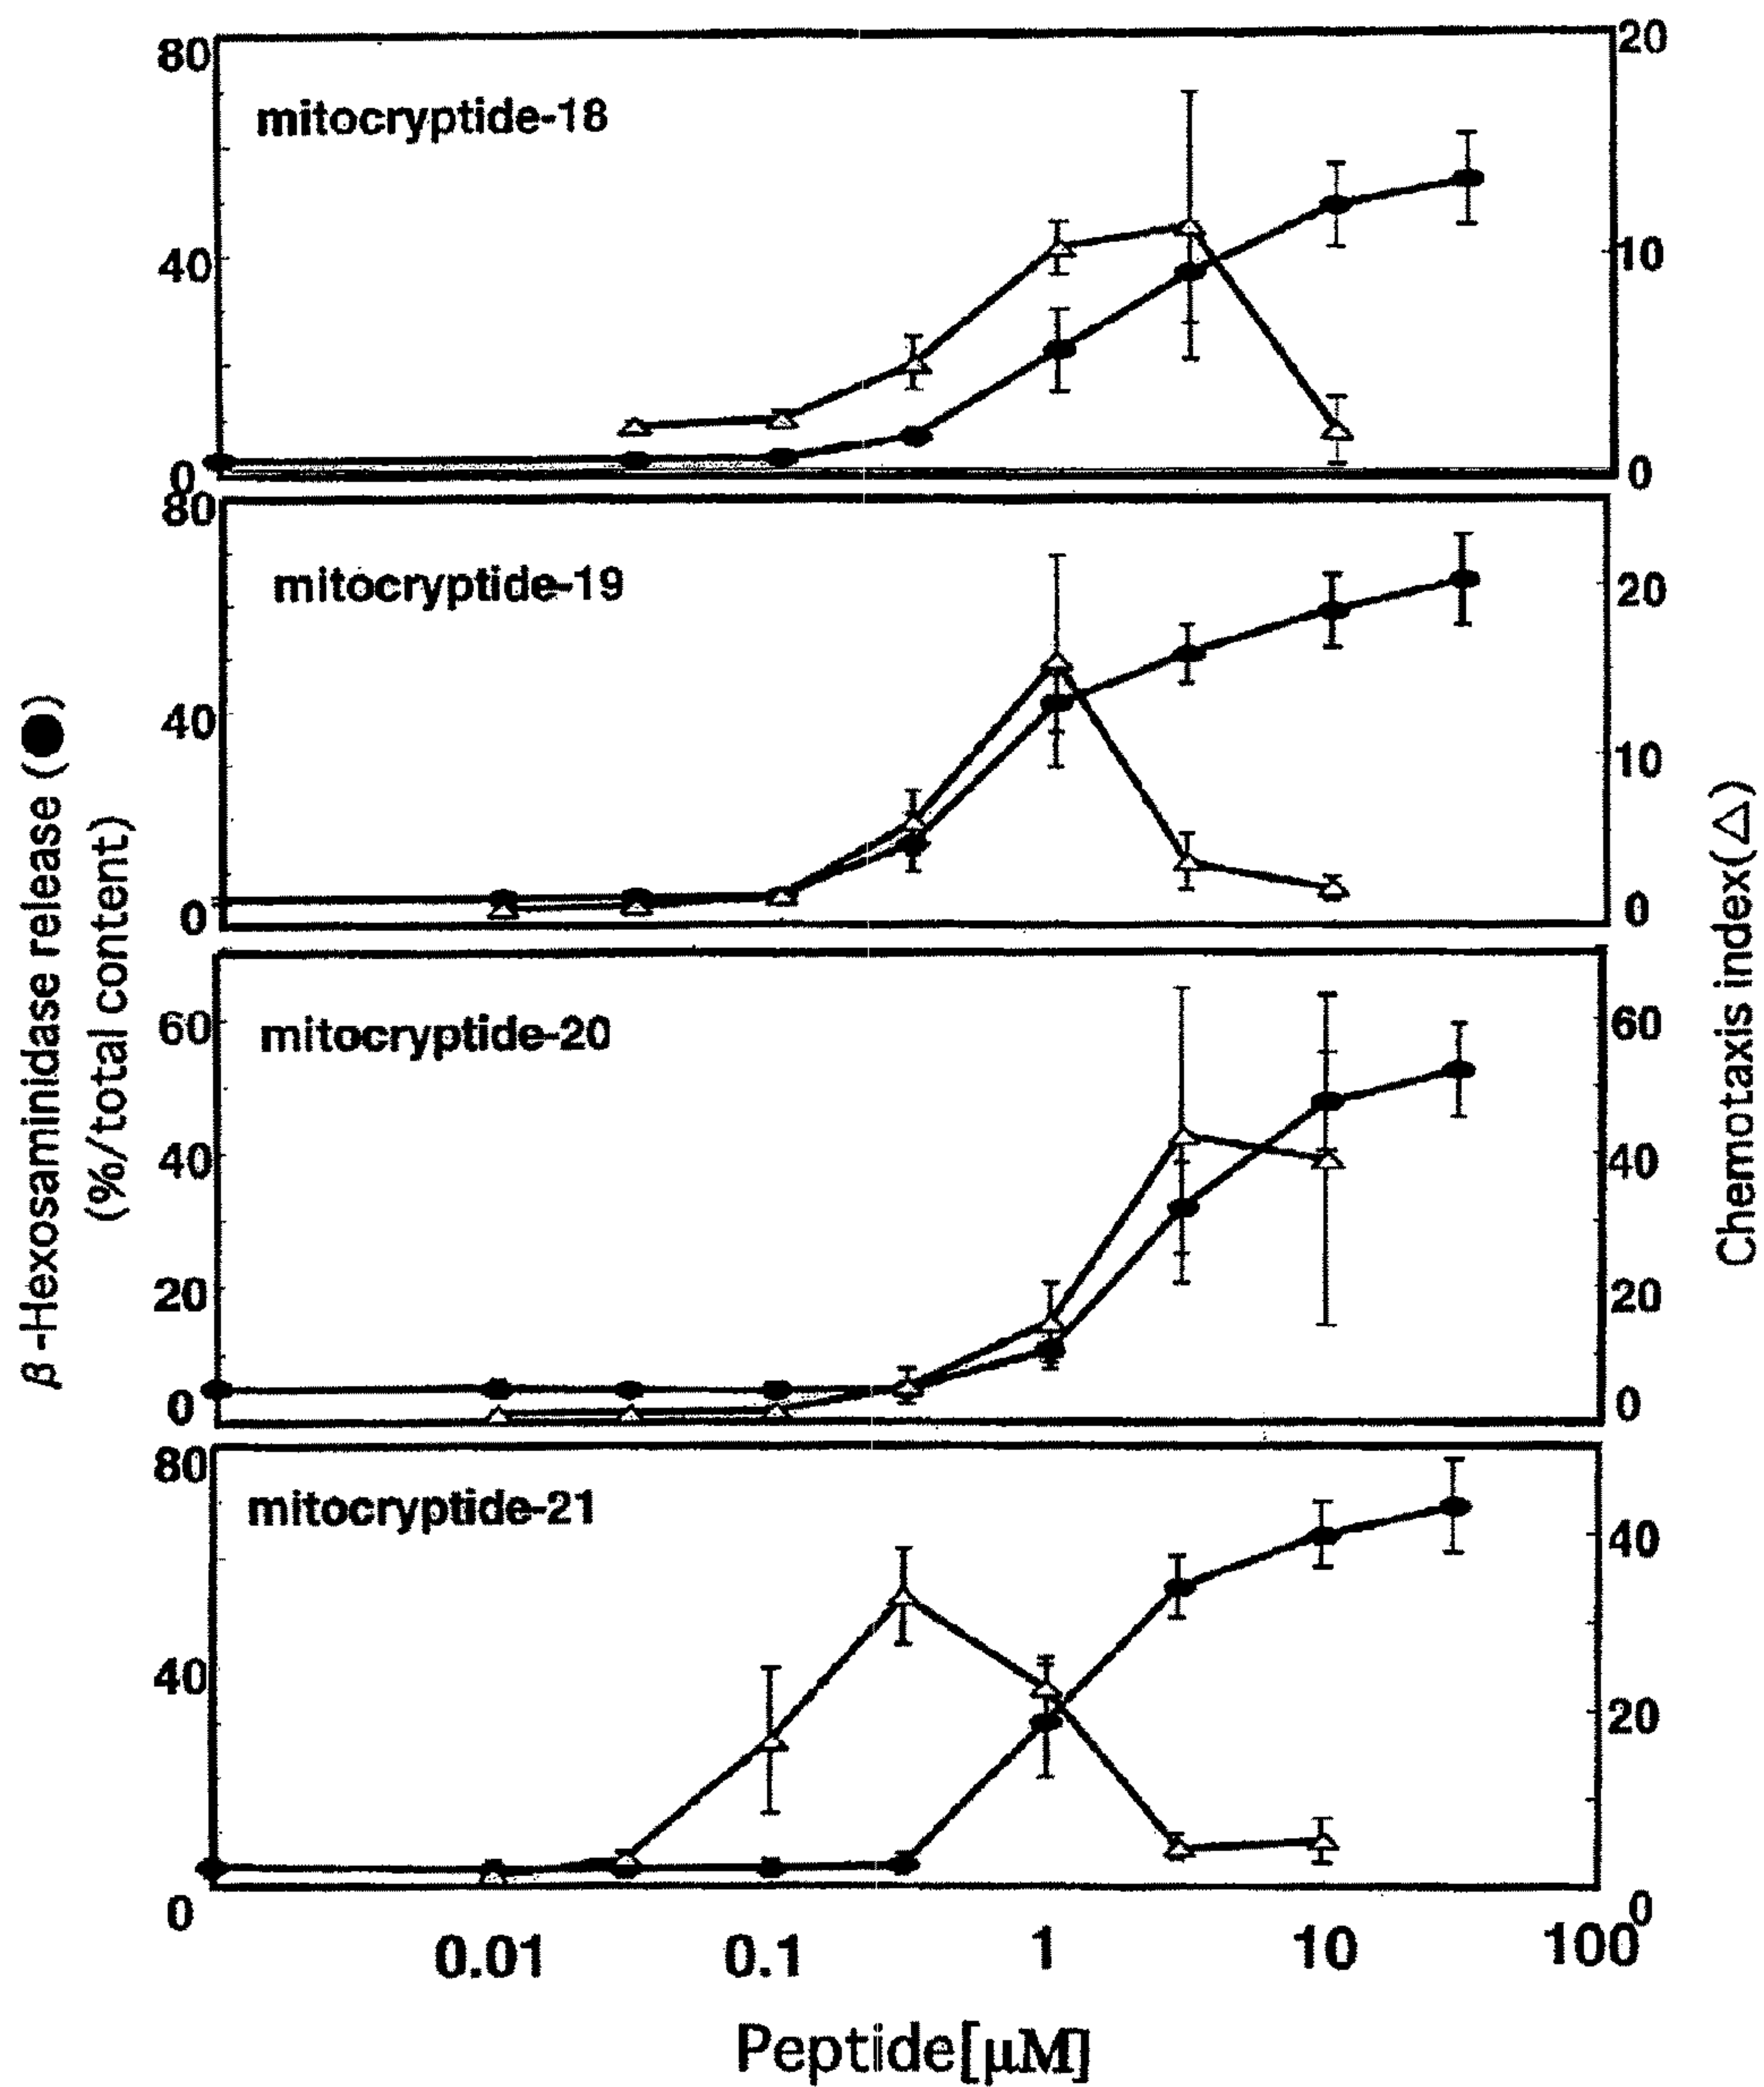 80
20
mitocryptide-18
40
10
0
0
80
mitocryptide-19
20
40
10
0
0
60
mitocryptide-20
60
40
40
20
20
0
0
80
mitocryptide-21
40
40
20
0
0
0.01 0.1 1 10 100
Peptide[μM]
β-Hexosaminidase release (●)
(%/total content)
Chemotaxis index(△)